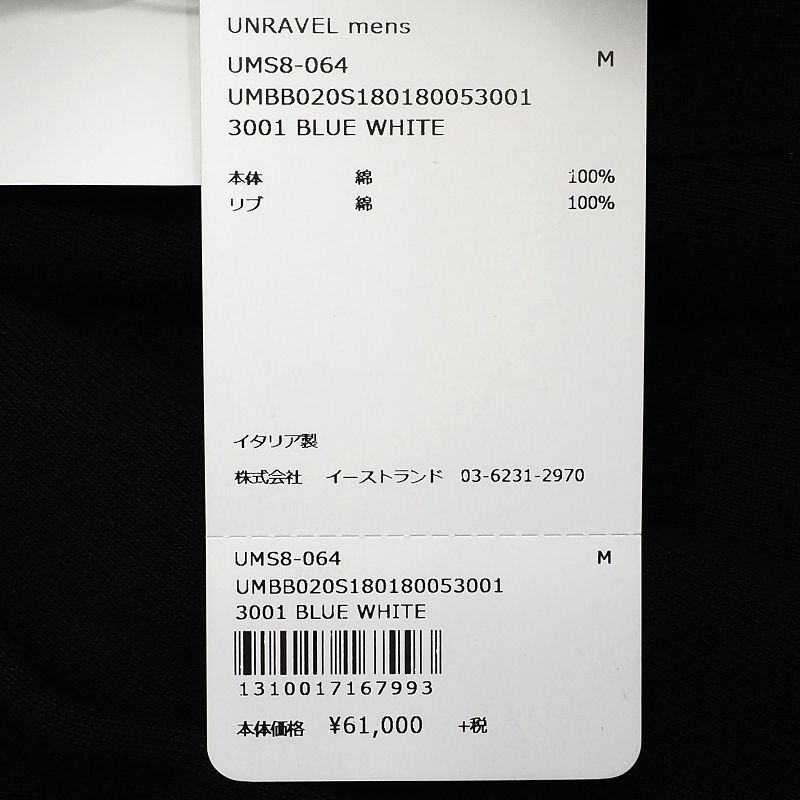 UNRAVEL mens
UMS8-064 M
UMBB020S180180053001
3001 BLUE WHITE
本体 綿 100%
リブ 綿 100%
イタリア製
株式会社 イーストランド 03-6231-2970
UMS8-064 M
UMBB020S180180053001
3001 BLUE WHITE
1310017167993
本体価格 ¥61,000 +税